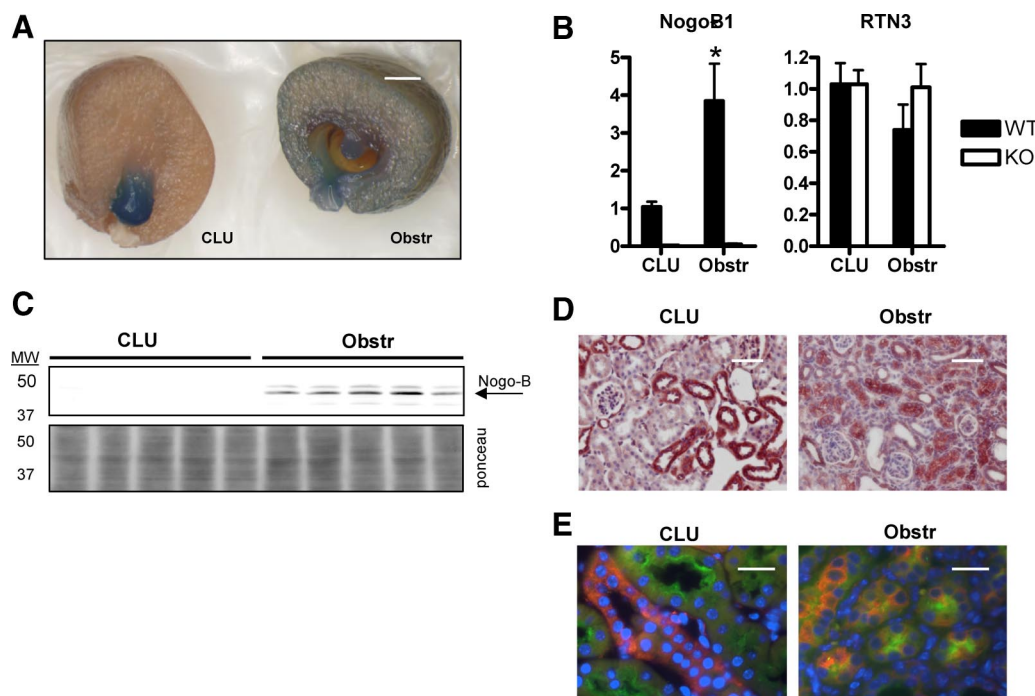 A
CLU
Obstr
B
Nogo-B1
RTN3
5
4
3
2
1
0
*
CLU
Obstr
1.2
1.0
0.8
0.6
0.4
0.2
0.0
CLU
Obstr
WT
KO
C
CLU
Obstr
MW
50
37
Nogo-B
50
37
ponceau
D
CLU
Obstr
E
CLU
Obstr